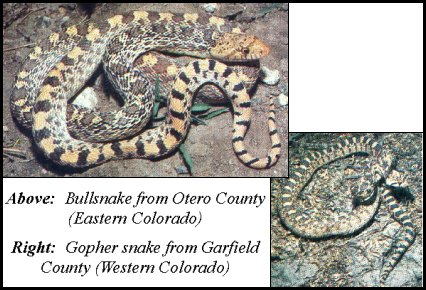 Above: Bullsnake from Otero County
(Eastern Colorado)
Right: Gopher snake from Garfield
County (Western Colorado)